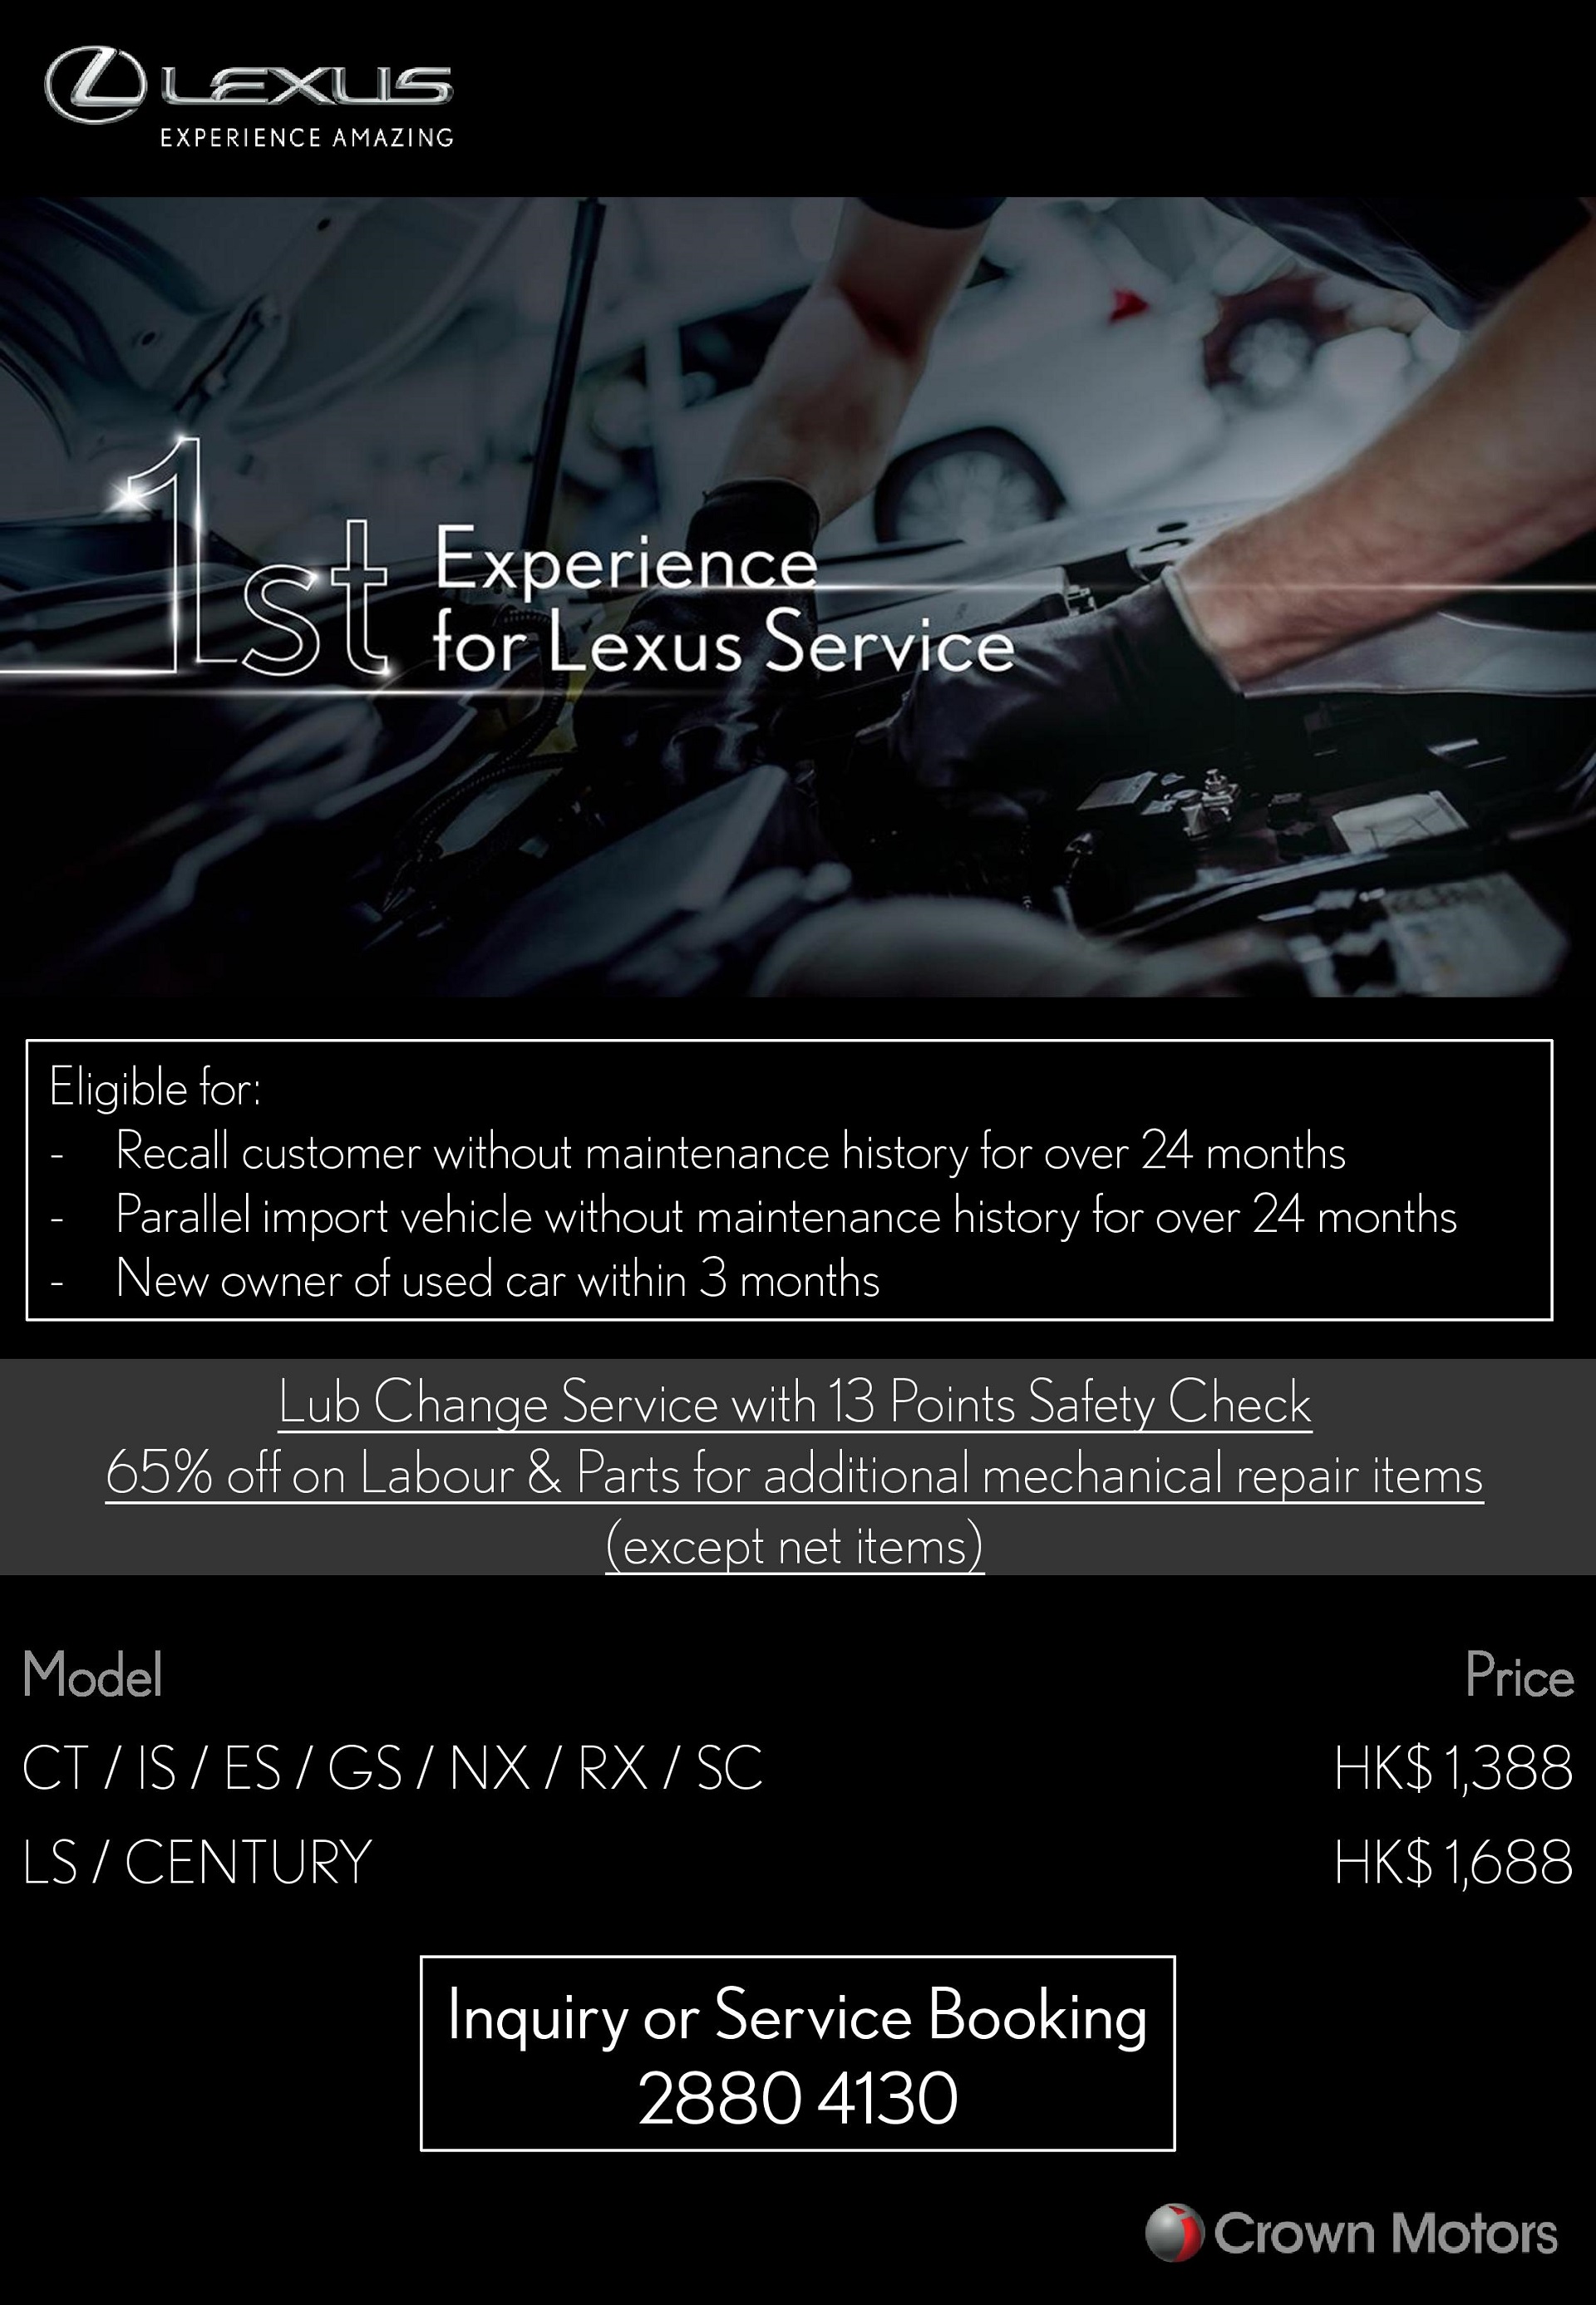 LEXUS
EXPERIENCE AMAZING
1st Experience
for Lexus Service
Eligible for:
- Recall customer without maintenance history for over 24 months
- Parallel import vehicle without maintenance history for over 24 months
- New owner of used car within 3 months
Lub Change Service with 13 Points Safety Check
65% off on Labour & Parts for additional mechanical repair items
(except net items)
Model Price
CT / IS / ES / GS / NX / RX / SC HK$ 1,388
LS / CENTURY HK$ 1,688
Inquiry or Service Booking
2880 4130
Crown Motors